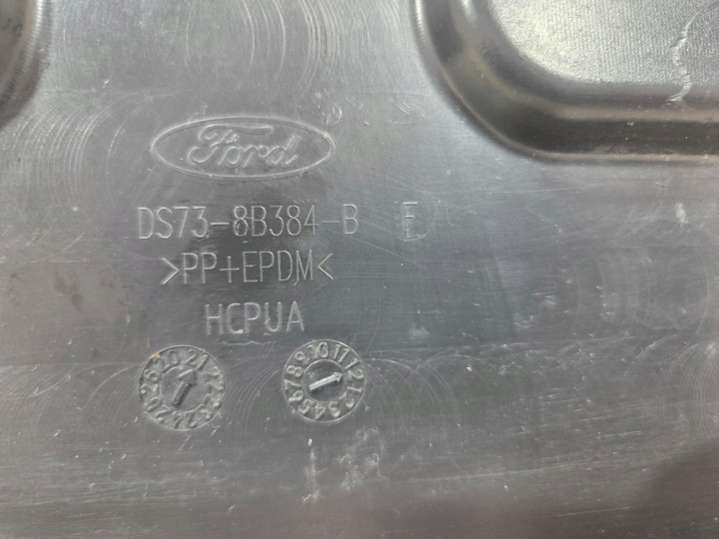 Ford
DS73-8B384-B E
>PP+EPDM<
HCPUA